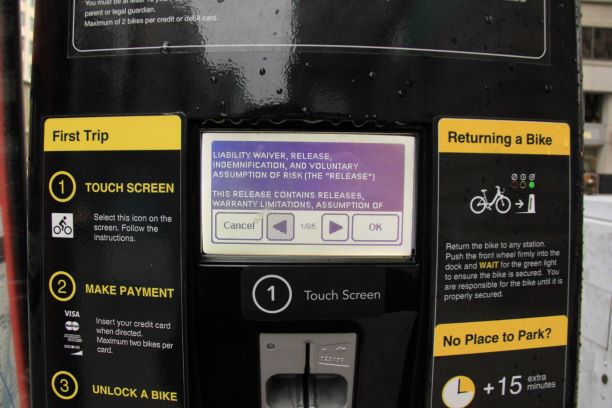 parent or legal guardian.
Maximum of 2 bikes per credit or debit card.
First Trip
1 TOUCH SCREEN
Select this icon on the
screen. Follow the
instructions.
2 MAKE PAYMENT
VISA
Insert your credit card
when directed.
Maximum two bikes per
card.
3 UNLOCK A BIKE
LIABILITY WAIVER, RELEASE,
INDEMNIFICATION, AND VOLUNTARY
ASSUMPTION OF RISK (THE "RELEASE")
THIS RELEASE CONTAINS RELEASES,
WARRANTY LIMITATIONS, ASSUMPTION OF
Cancel 1/86 OK
1 Touch Screen
Returning a Bike
Return the bike to any station.
Push the front wheel firmly into the
dock and WAIT for the green light
to ensure the bike is secured. You
are responsible for the bike until it is
properly secured.
No Place to Park?
+15 extra
minutes